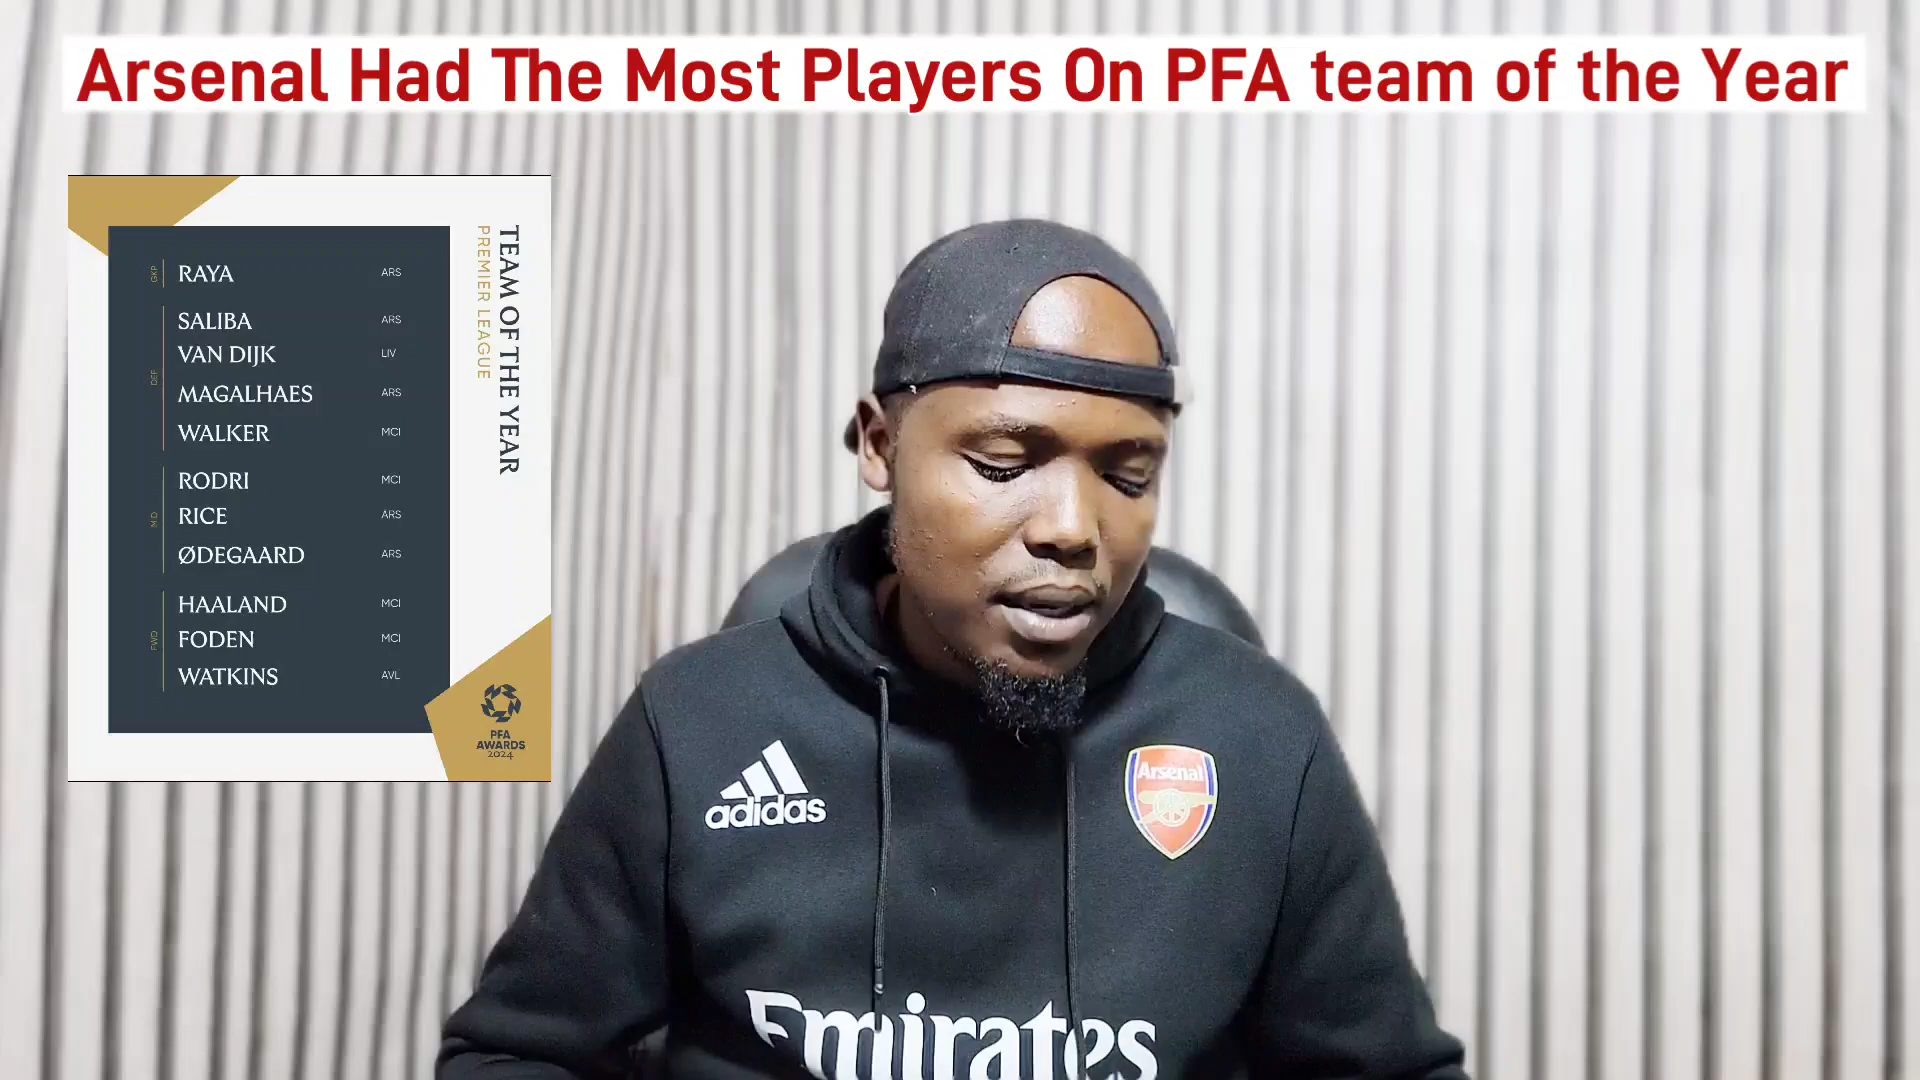 Arsenal Had The Most Players On PFA team of the Year
TEAM OF THE YEAR
PREMIER LEAGUE
GKP
RAYA ARS
DEF
SALIBA ARS
VAN DIJK LIV
MAGALHAES ARS
WALKER MCI
MID
RODRI MCI
RICE ARS
ØDEGAARD ARS
FWD
HAALAND MCI
FODEN MCI
WATKINS AVL
PFA
AWARDS
2024
adidas
Arsenal
Emirates